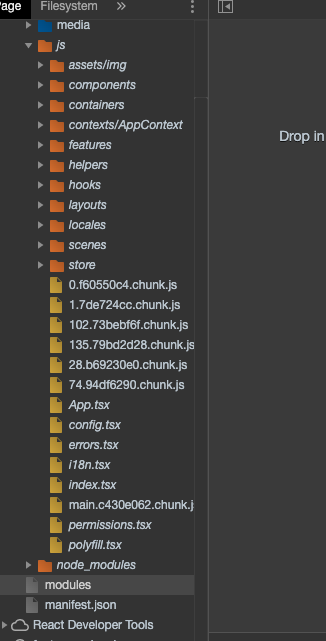 Page Filesystem »
media
js
assets/img
components
containers
contexts/AppContext
features
helpers
hooks
layouts
locales
scenes
store
0.f60550c4.chunk.js
1.7de724cc.chunk.js
102.73bebf6f.chunk.js
135.79bd2d28.chunk.js
28.b69230e0.chunk.js
74.94df6290.chunk.js
App.tsx
config.tsx
errors.tsx
i18n.tsx
index.tsx
main.c430e062.chunk.j
permissions.tsx
polyfill.tsx
node_modules
modules
manifest.json
React Developer Tools
Drop in